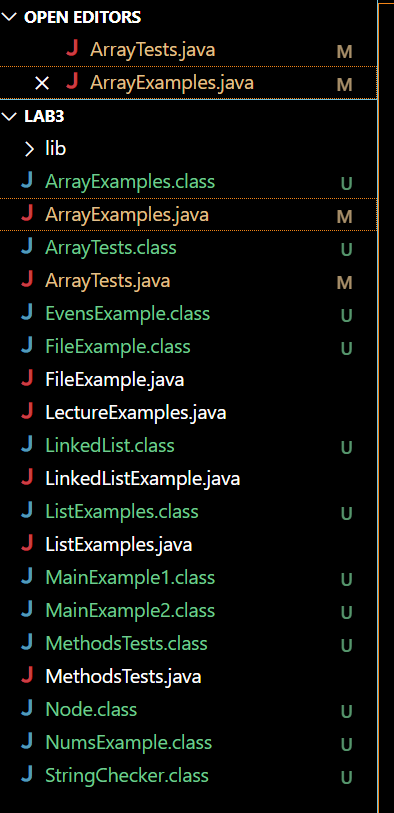 OPEN EDITORS
J ArrayTests.java M
J ArrayExamples.java M
LAB3
lib
J ArrayExamples.class U
J ArrayExamples.java M
J ArrayTests.class U
J ArrayTests.java M
J EvensExample.class U
J FileExample.class U
J FileExample.java
J LectureExamples.java
J LinkedList.class U
J LinkedListExample.java
J ListExamples.class U
J ListExamples.java
J MainExample1.class U
J MainExample2.class U
J MethodsTests.class U
J MethodsTests.java
J Node.class U
J NumsExample.class U
J StringChecker.class U